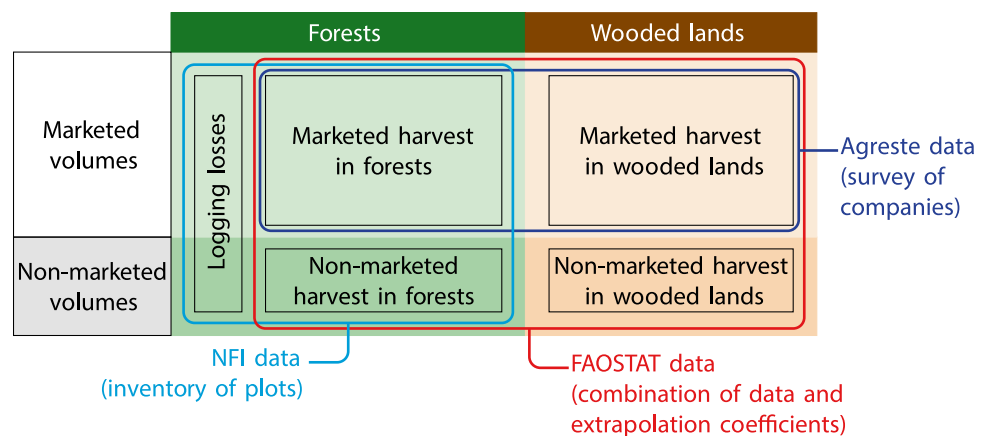 Forests
Wooded lands
Marketed
volumes
Logging losses
Marketed harvest
in forests
Marketed harvest
in wooded lands
Agreste data
(survey of
companies)
Non-marketed
volumes
Non-marketed
harvest in forests
Non-marketed harvest
in wooded lands
NFI data
(inventory of plots)
FAOSTAT data
(combination of data and
extrapolation coefficients)